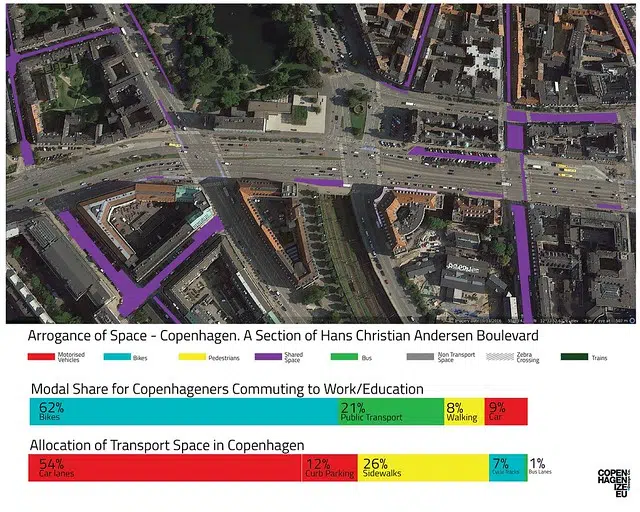 Arrogance of Space - Copenhagen. A Section of Hans Christian Andersen Boulevard
Motorised Vehicles
Bikes
Pedestrians
Shared Space
Bus
Non Transport Space
Zebra Crossing
Trains
Modal Share for Copenhageners Commuting to Work/Education
62% Bikes
21% Public Transport
8% Walking
9% Car
Allocation of Transport Space in Copenhagen
54% Car lanes
12% Curb Parking
26% Sidewalks
7%
1% Bus Lanes
COPEN
HAGEN
IZE
EU